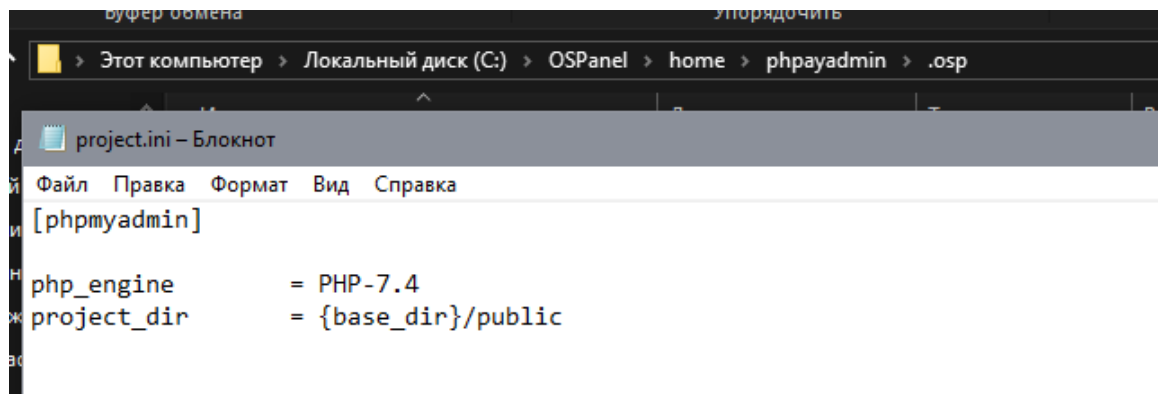 Буфер обмена Упорядочить
Этот компьютер > Локальный диск (C:) > OSPanel > home > phpayadmin > .osp
project.ini – Блокнот
Файл Правка Формат Вид Справка
[phpmyadmin]
php_engine = PHP-7.4
project_dir = {base_dir}/public